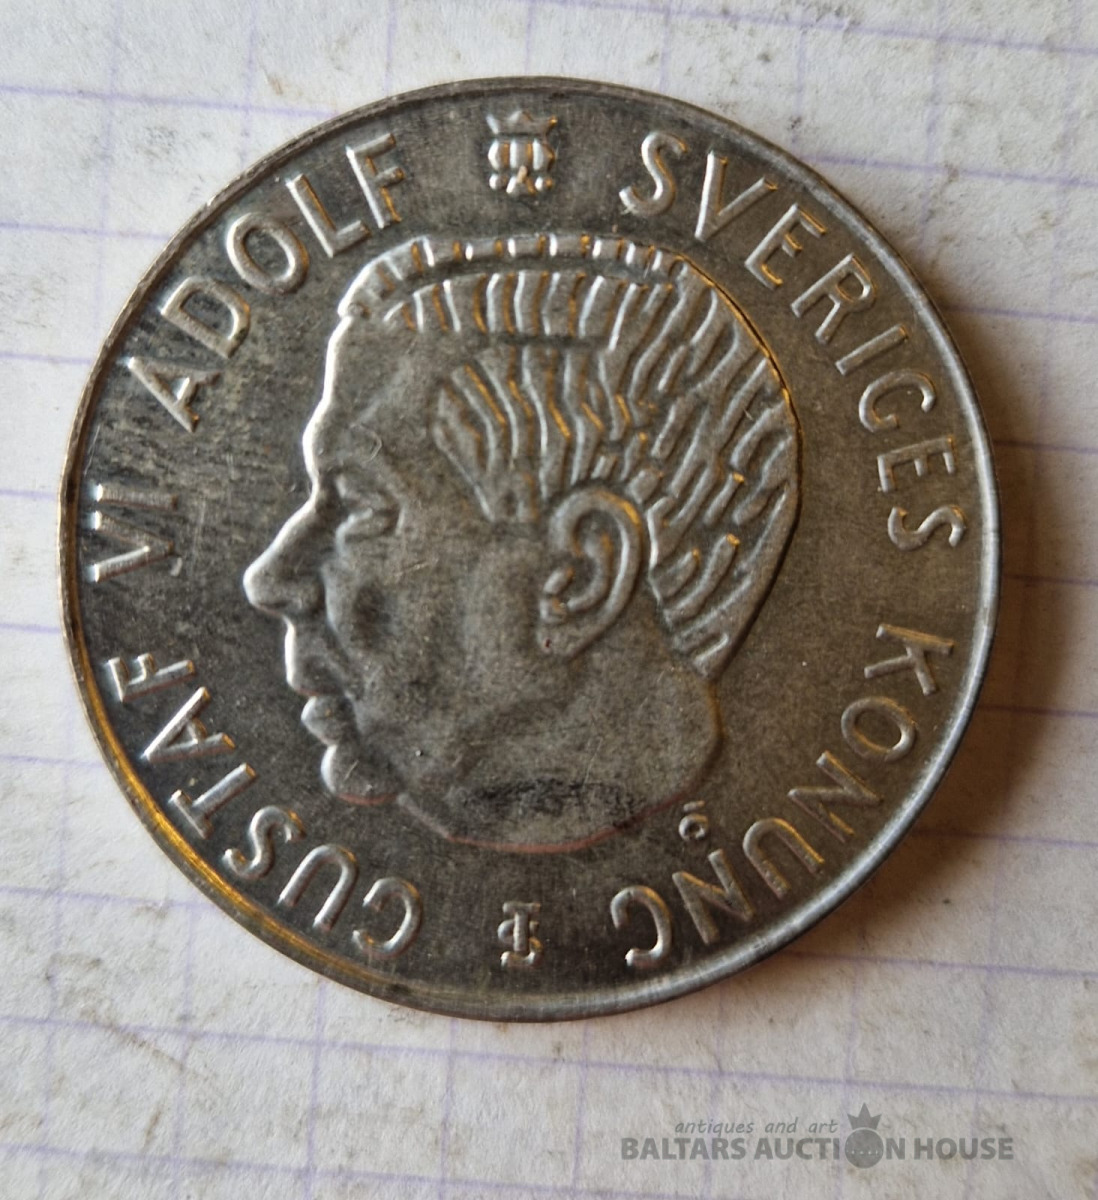 GUSTAF VI ADOLF SVERIGES KONUNG
antiques and art
BALTARS AUCTION HOUSE